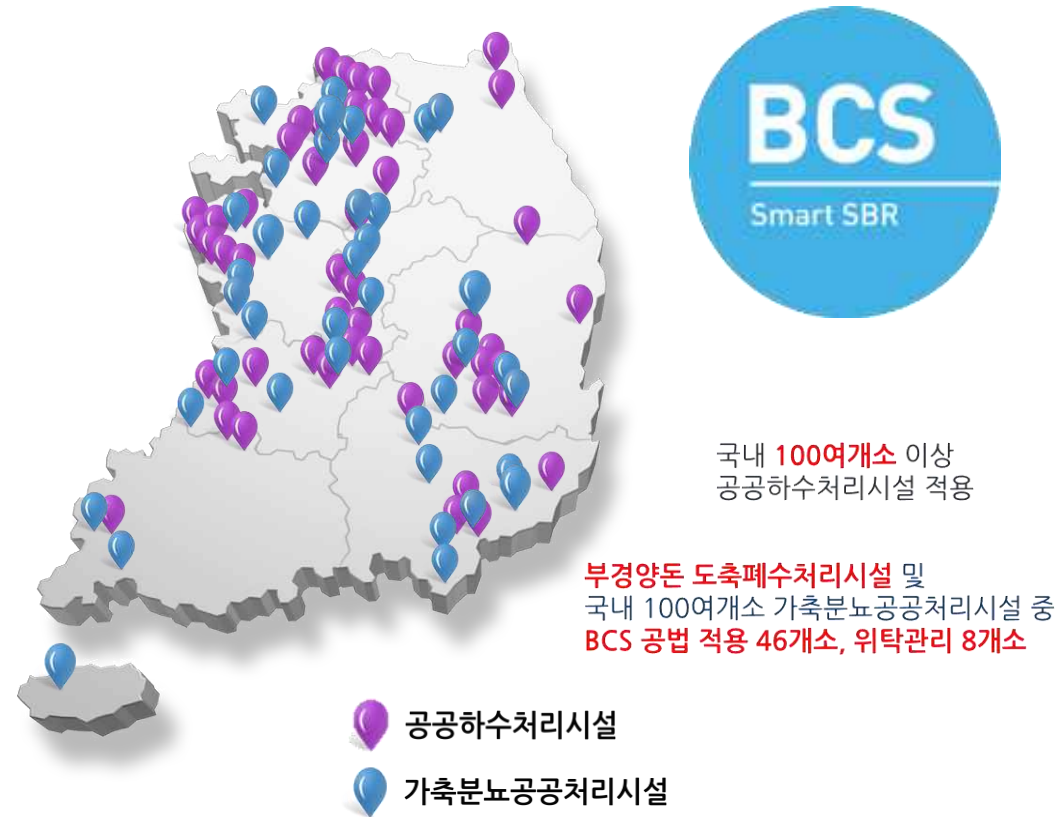 BCS
Smart SBR
국내 100여개소 이상
공공하수처리시설 적용
부경양돈 도축폐수처리시설 및
국내 100여개소 가축분뇨공공처리시설 중
BCS 공법 적용 46개소, 위탁관리 8개소
공공하수처리시설
가축분뇨공공처리시설